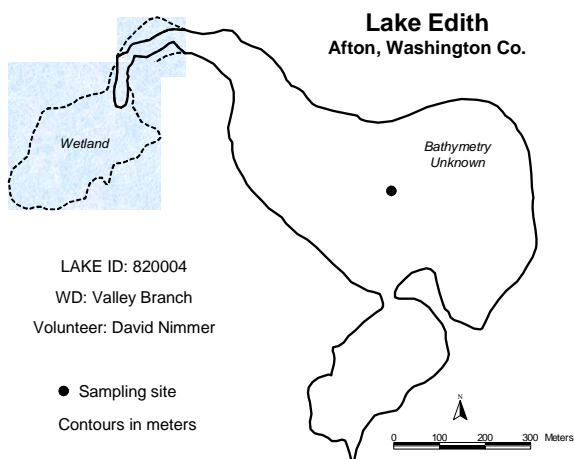 Lake Edith
Afton, Washington Co.
Wetland
Bathymetry
Unknown
LAKE ID: 820004
WD: Valley Branch
Volunteer: David Nimmer
Sampling site
Contours in meters
N
0 100 200 300 Meters